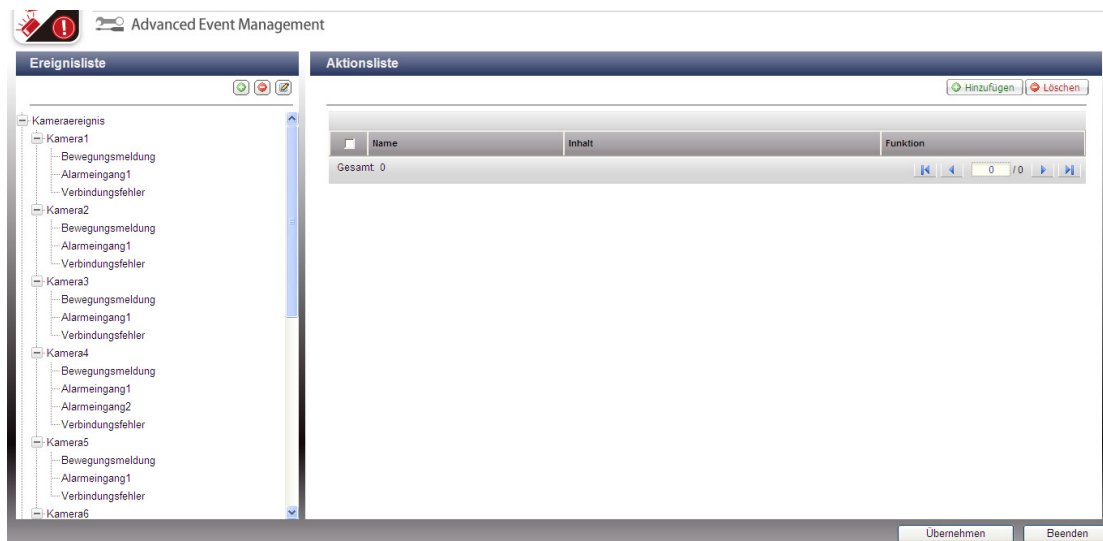 Advanced Event Management
Ereignisliste
Aktionsliste
Hinzufügen
Löschen
Kameraereignis
Kamera1
Bewegungsmeldung
Alarmeingang1
Verbindungsfehler
Kamera2
Bewegungsmeldung
Alarmeingang1
Verbindungsfehler
Kamera3
Bewegungsmeldung
Alarmeingang1
Verbindungsfehler
Kamera4
Bewegungsmeldung
Alarmeingang1
Alarmeingang2
Verbindungsfehler
Kamera5
Bewegungsmeldung
Alarmeingang1
Verbindungsfehler
Kamera6
Name Inhalt Funktion
Gesamt: 0
0 / 0
Übernehmen
Beenden